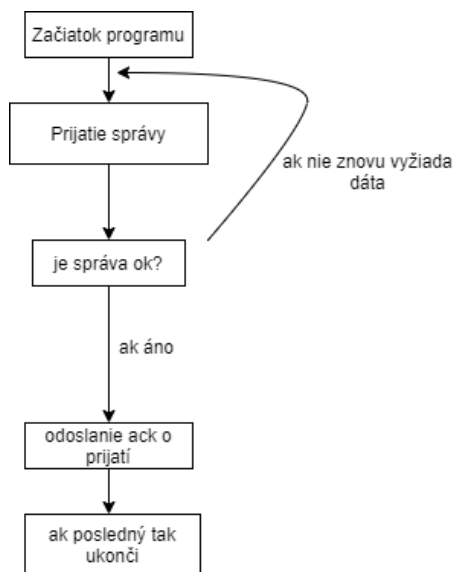 Začiatok programu
Prijatie správy
ak nie znovu vyžiada
dáta
je správa ok?
ak áno
odoslanie ack o
prijatí
ak posledný tak
ukonči